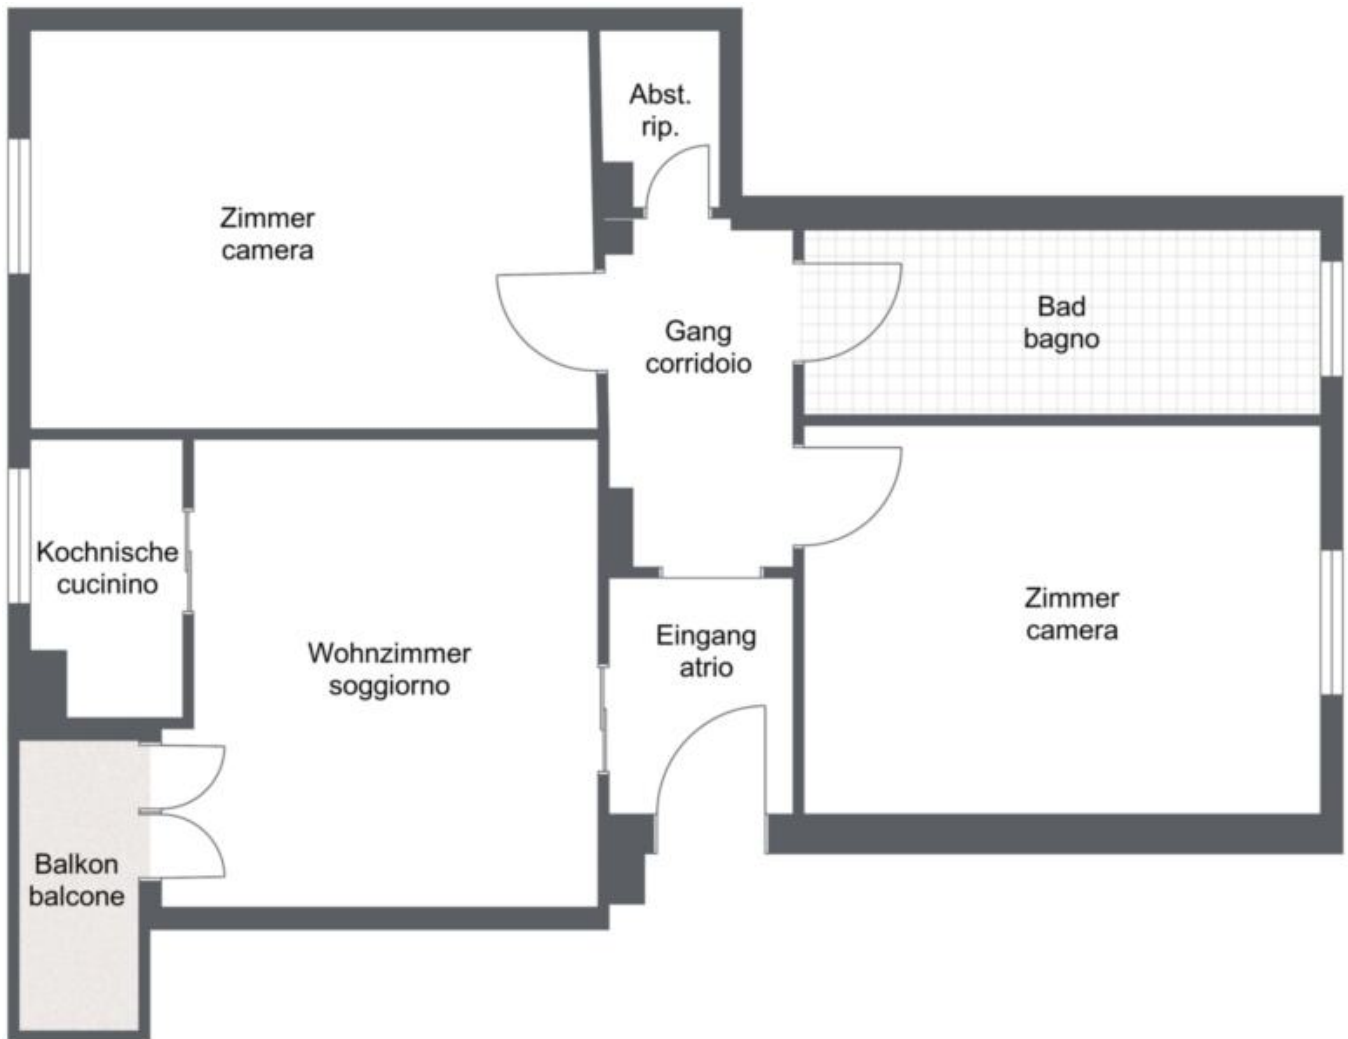 Abst.
rip.
Zimmer
camera
Bad
bagno
Gang
corridoio
Kochnische
cucinino
Wohnzimmer
soggiorno
Eingang
atrio
Zimmer
camera
Balkon
balcone